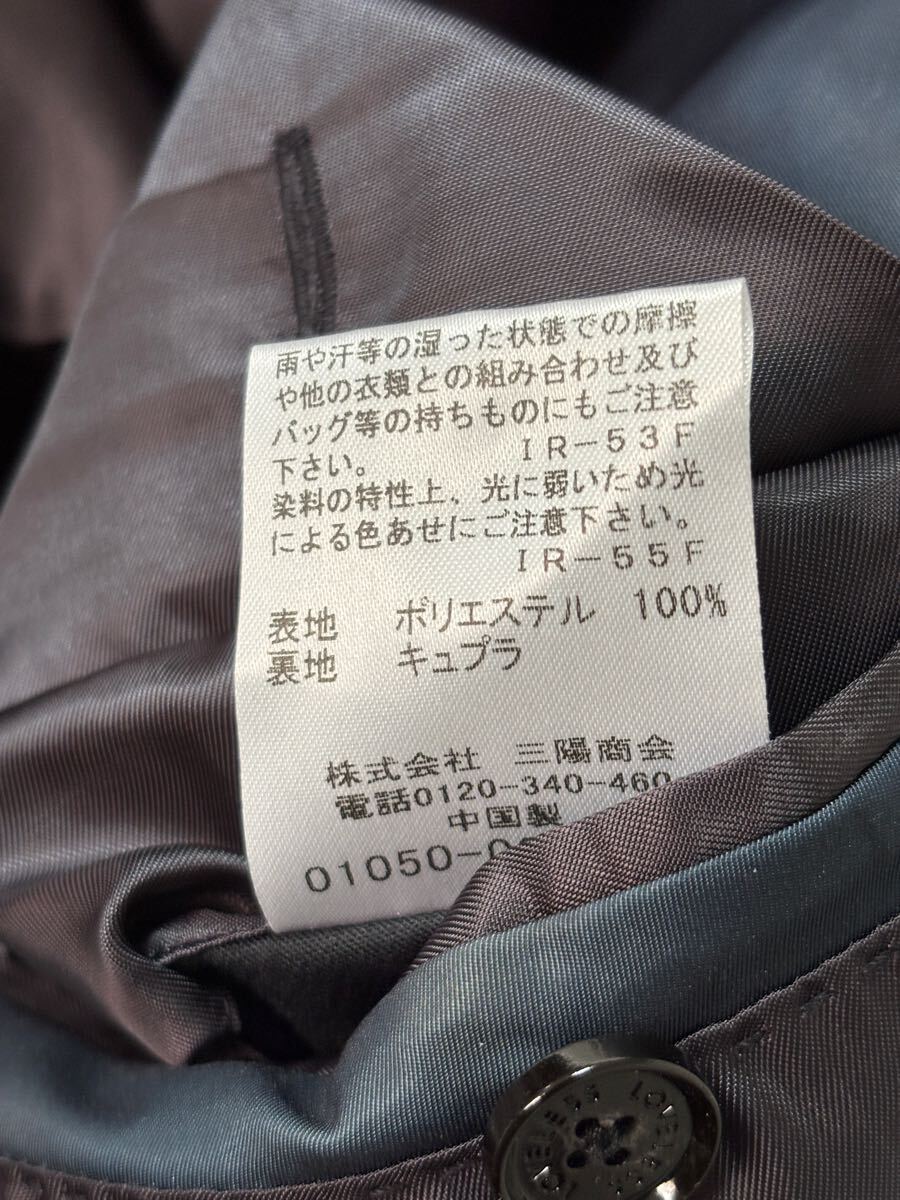 雨や汗等の湿った状態での摩擦
や他の衣類との組み合わせ及び
バッグ等の持ちものにもご注意
下さい。 IR-53F
染料の特性上、光に弱いため光
による色あせにご注意下さい。
IR-55F
表地 ポリエステル 100%
裏地 キュプラ
株式会社 三陽商会
電話0120-340-460
中国製
01050-0
LOVELESS LOVELESS